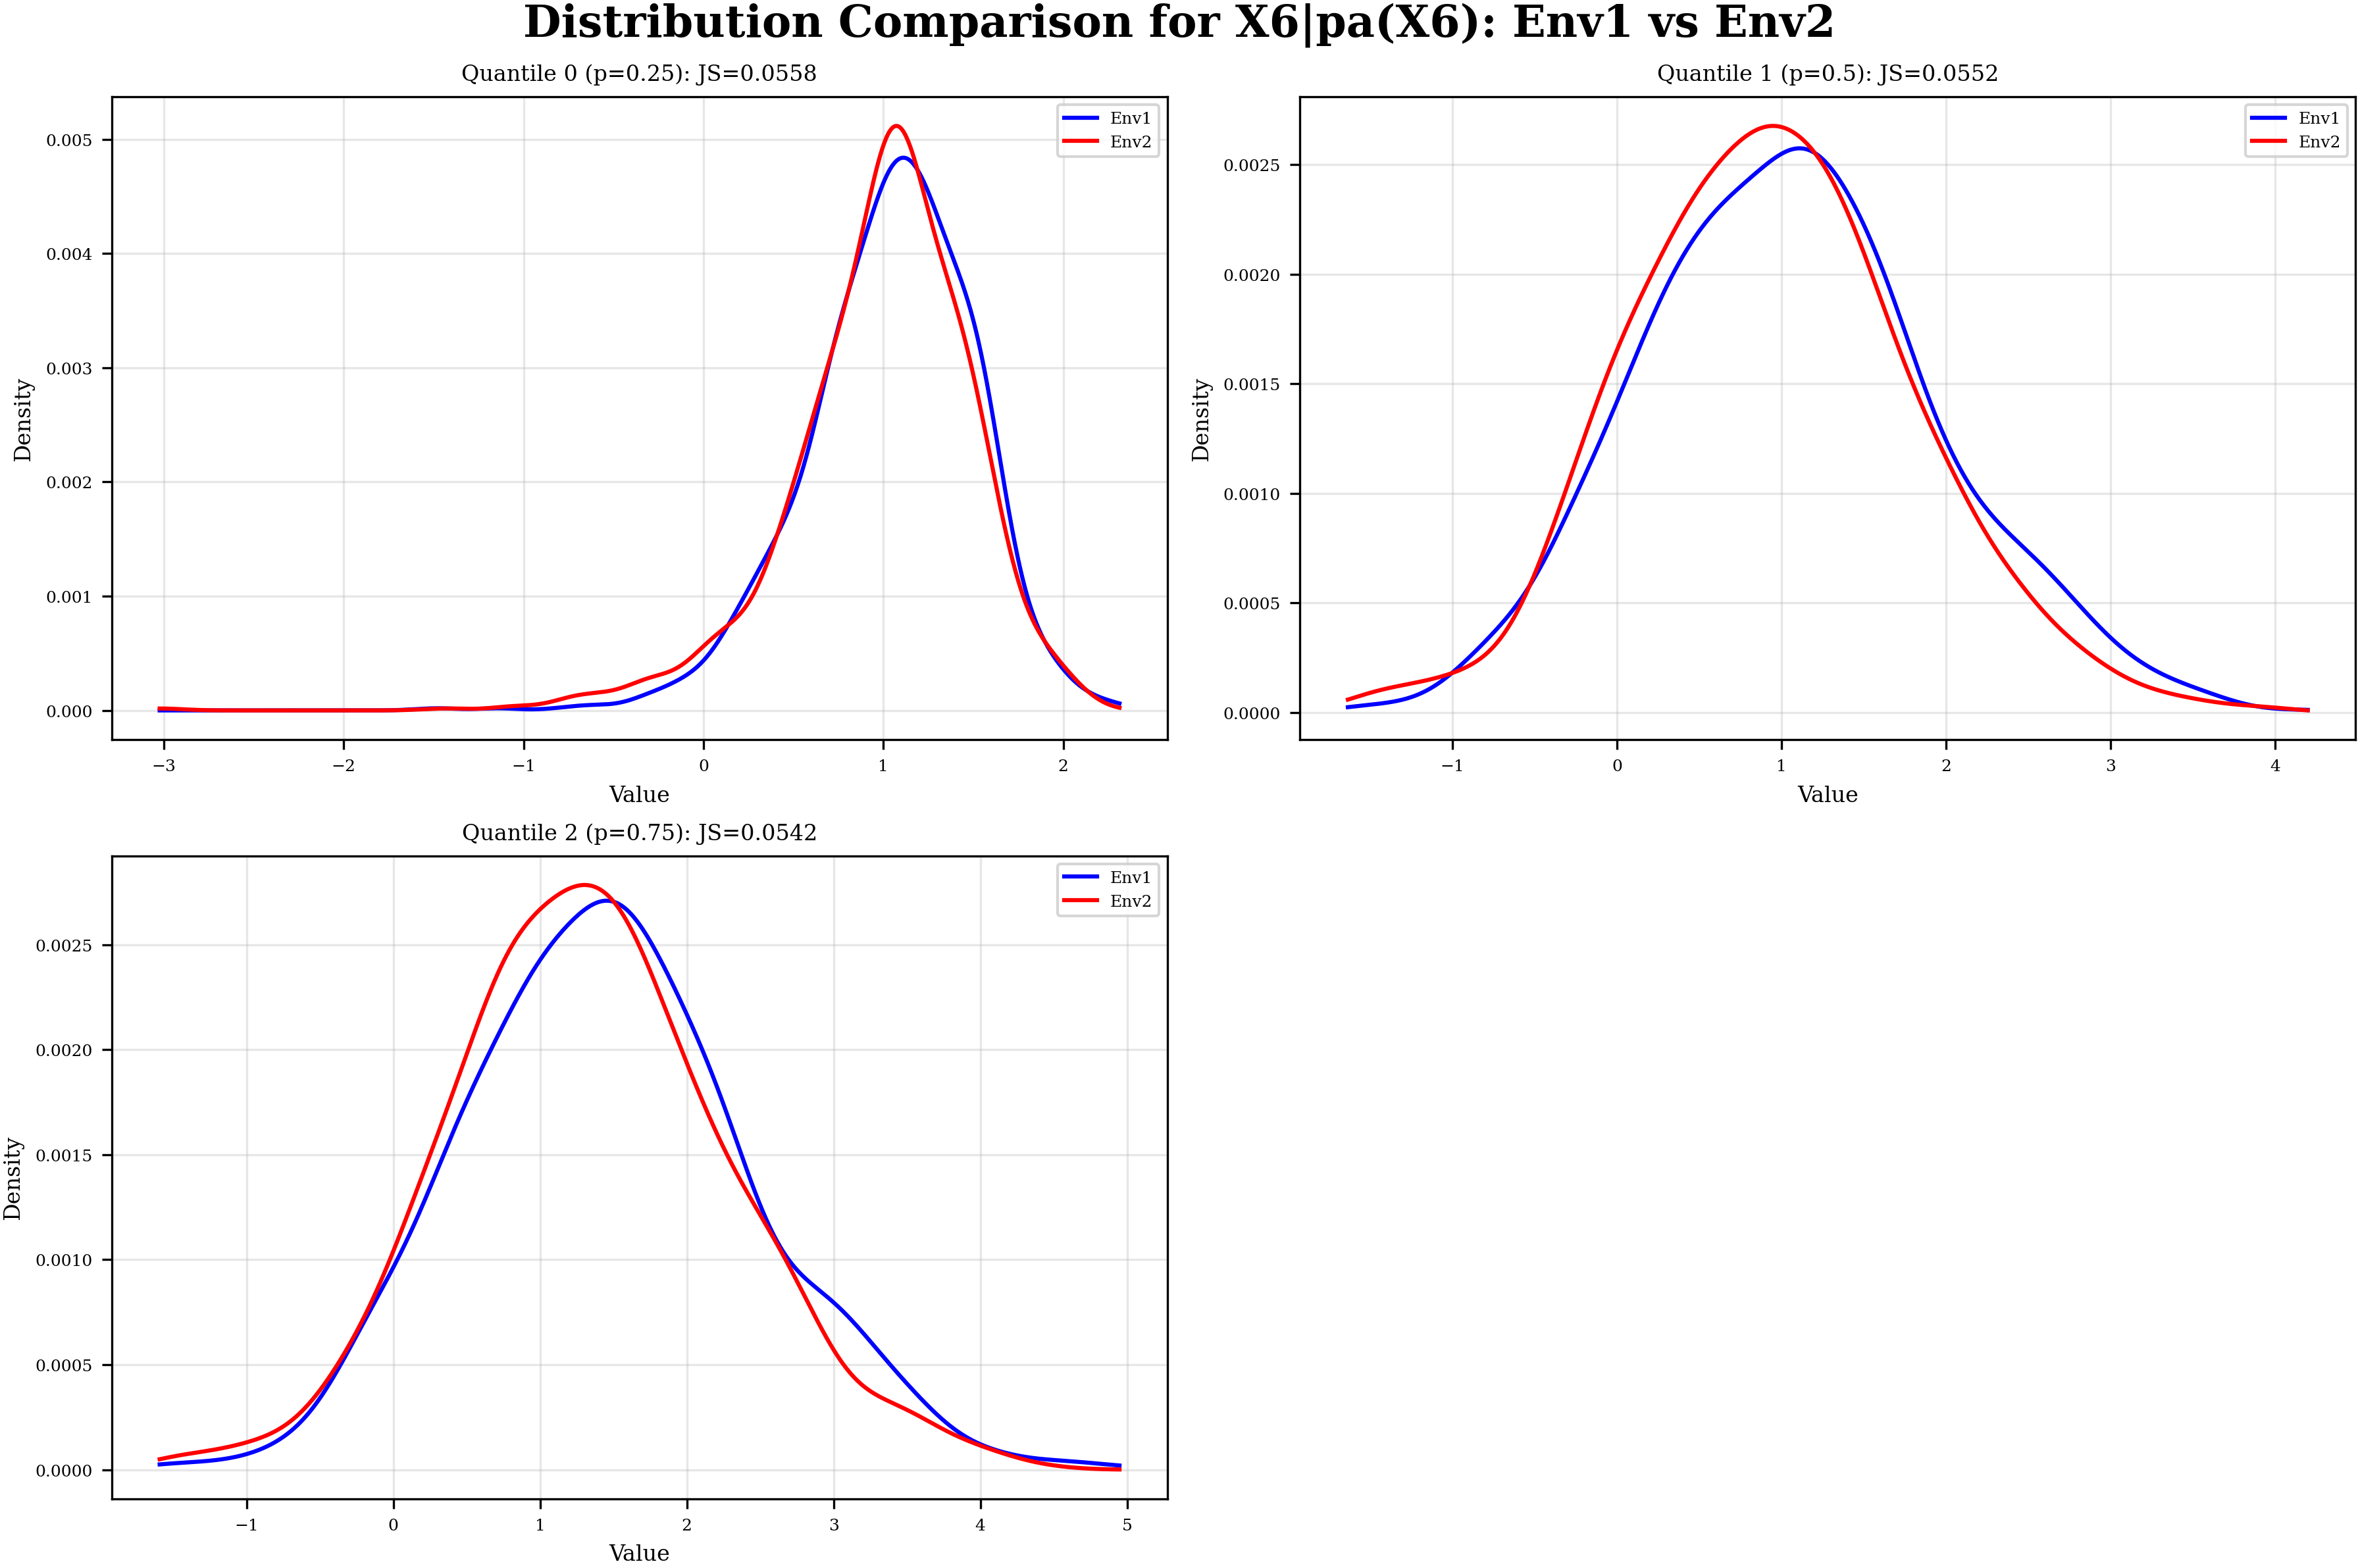 Distribution Comparison for X6|pa(X6): Env1 vs Env2
Quantile 0 (p=0.25): JS=0.0558
Env1
Env2
0.005
0.004
0.003
0.002
0.001
0.000
Density
−3
−2
−1
0
1
2
Value
Quantile 1 (p=0.5): JS=0.0552
Env1
Env2
0.0025
0.0020
0.0015
0.0010
0.0005
0.0000
Density
−1
0
1
2
3
4
Value
Quantile 2 (p=0.75): JS=0.0542
Env1
Env2
0.0025
0.0020
0.0015
0.0010
0.0005
0.0000
Density
−1
0
1
2
3
4
5
Value